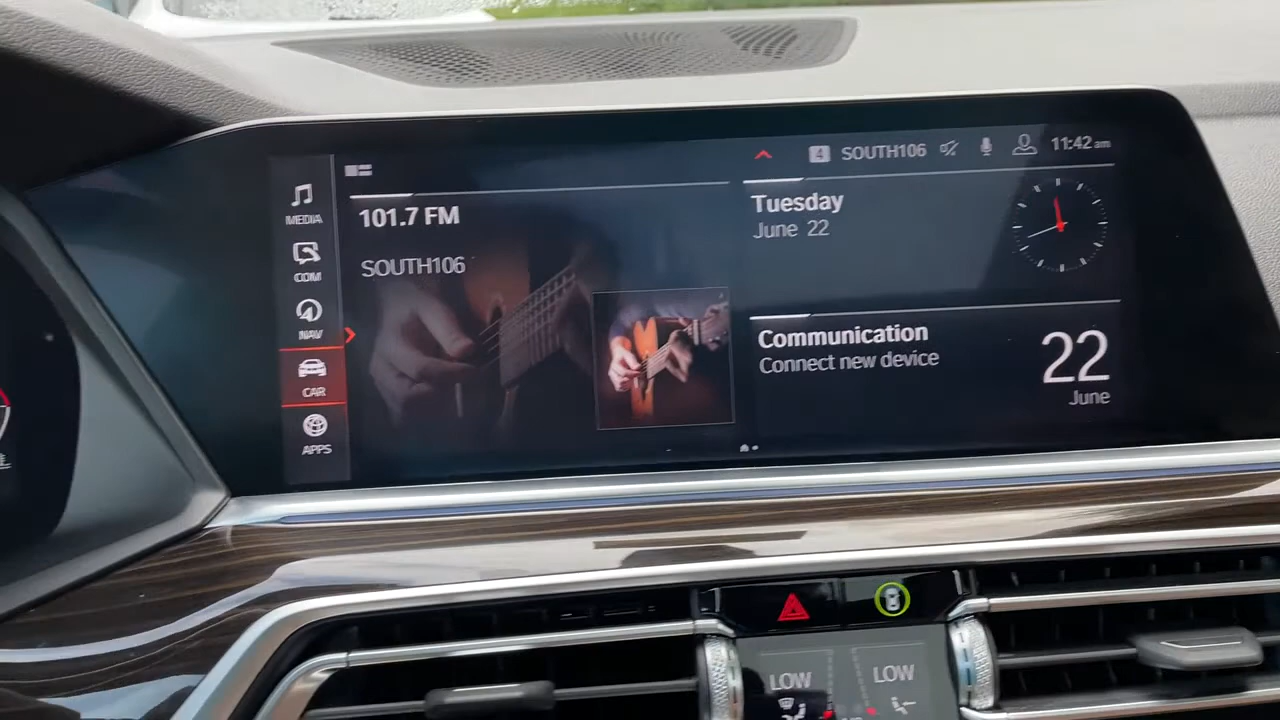 4 SOUTH106 11:42 am
MEDIA
COM
NAV
CAR
APPS
101.7 FM
SOUTH106
Tuesday
June 22
Communication
Connect new device
22
June
LOW
LOW